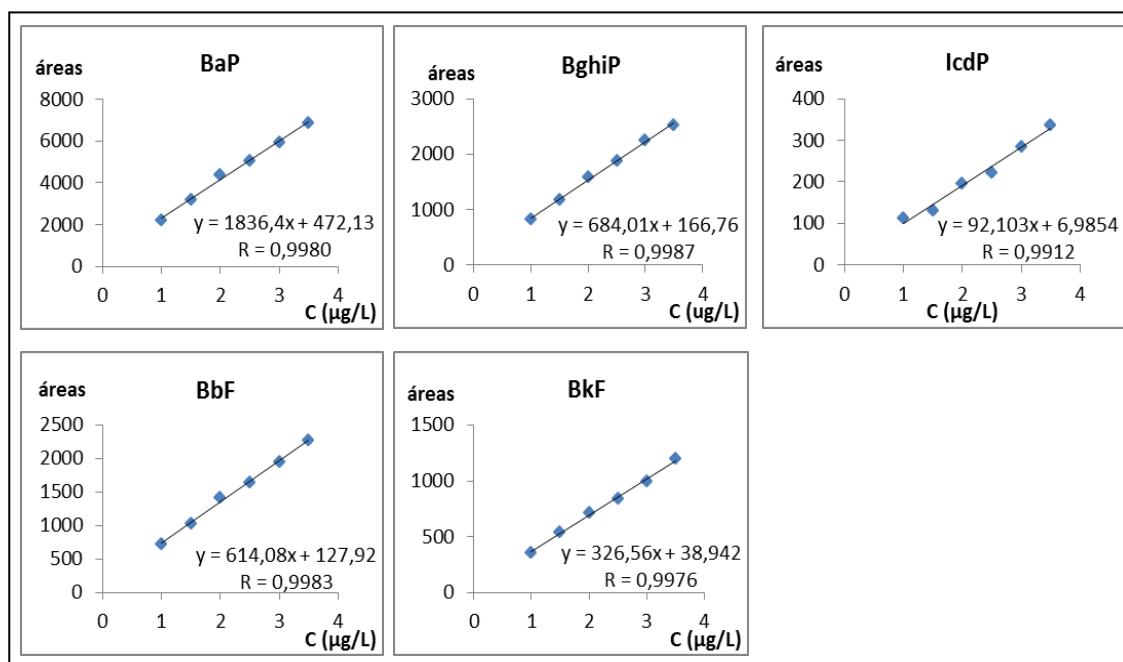 BaP
áreas
8000
6000
4000
2000
0
y = 1836,4x + 472,13
R = 0,9980
0 1 2 3 4
C (µg/L)
BghiP
áreas
3000
2000
1000
0
y = 684,01x + 166,76
R = 0,9987
0 1 2 3 4
C (ug/L)
IcdP
áreas
400
300
200
100
0
y = 92,103x + 6,9854
R = 0,9912
0 1 2 3 4
C (µg/L)
BbF
áreas
2500
2000
1500
1000
500
0
y = 614,08x + 127,92
R = 0,9983
0 1 2 3 4
C (µg/L)
BkF
áreas
1500
1000
500
0
y = 326,56x + 38,942
R = 0,9976
0 1 2 3 4
C (µg/L)